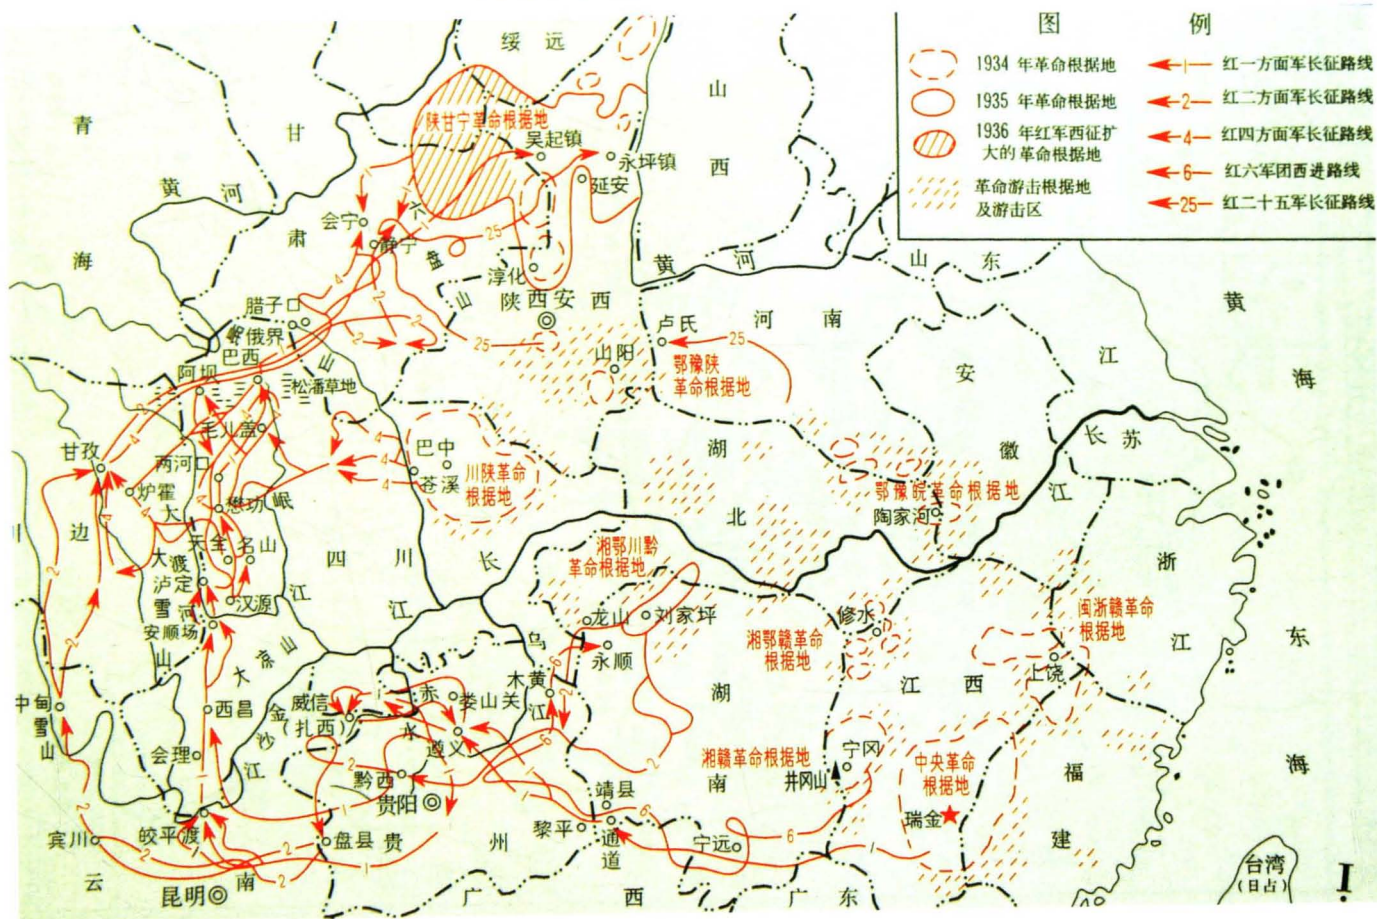 图 例
1934 年革命根据地
1935 年革命根据地
1936 年红军西征扩
大的革命根据地
革命游击根据地
及游击区
1 红一方面军长征路线
2 红二方面军长征路线
4 红四方面军长征路线
6 红六军团西进路线
25 红二十五军长征路线
绥远
青海
甘肃
黄河
陕甘宁革命根据地
吴起镇
永坪镇
延安
山西
会宁
静宁
六盘山
25
淳化
陕西
西安
黄河
山东
黄海
腊子口
俄界
岷山
巴西
阿坝
松潘草地
毛儿盖
25
山阳
卢氏
25
河南
鄂豫陕
革命根据地
安徽
江苏
长江
甘孜
炉霍
两河口
懋功
岷江
巴中
苍溪
川陕革命
根据地
湖北
鄂豫皖革命根据地
陶家河
川边
大渡河
天全
名山
泸定
汉源
安顺场
大雪山
大凉山
四川
长江
湘鄂川黔
革命根据地
龙山
刘家坪
永顺
湘鄂赣革命
根据地
修水
闽浙赣革命
根据地
上饶
浙江
东海
中甸
雪山
西昌
会理
金沙江
威信
(扎西)
赤水
娄山关
遵义
乌江
木黄
黔西
贵阳
湖南
湘赣革命根据地
江西
宁冈
井冈山
中央革命
根据地
瑞金
福建
宾川
皎平渡
盘县
贵州
黎平
靖县
通道
宁远
6
1
云南
昆明
广西
广东
台湾
(日占)